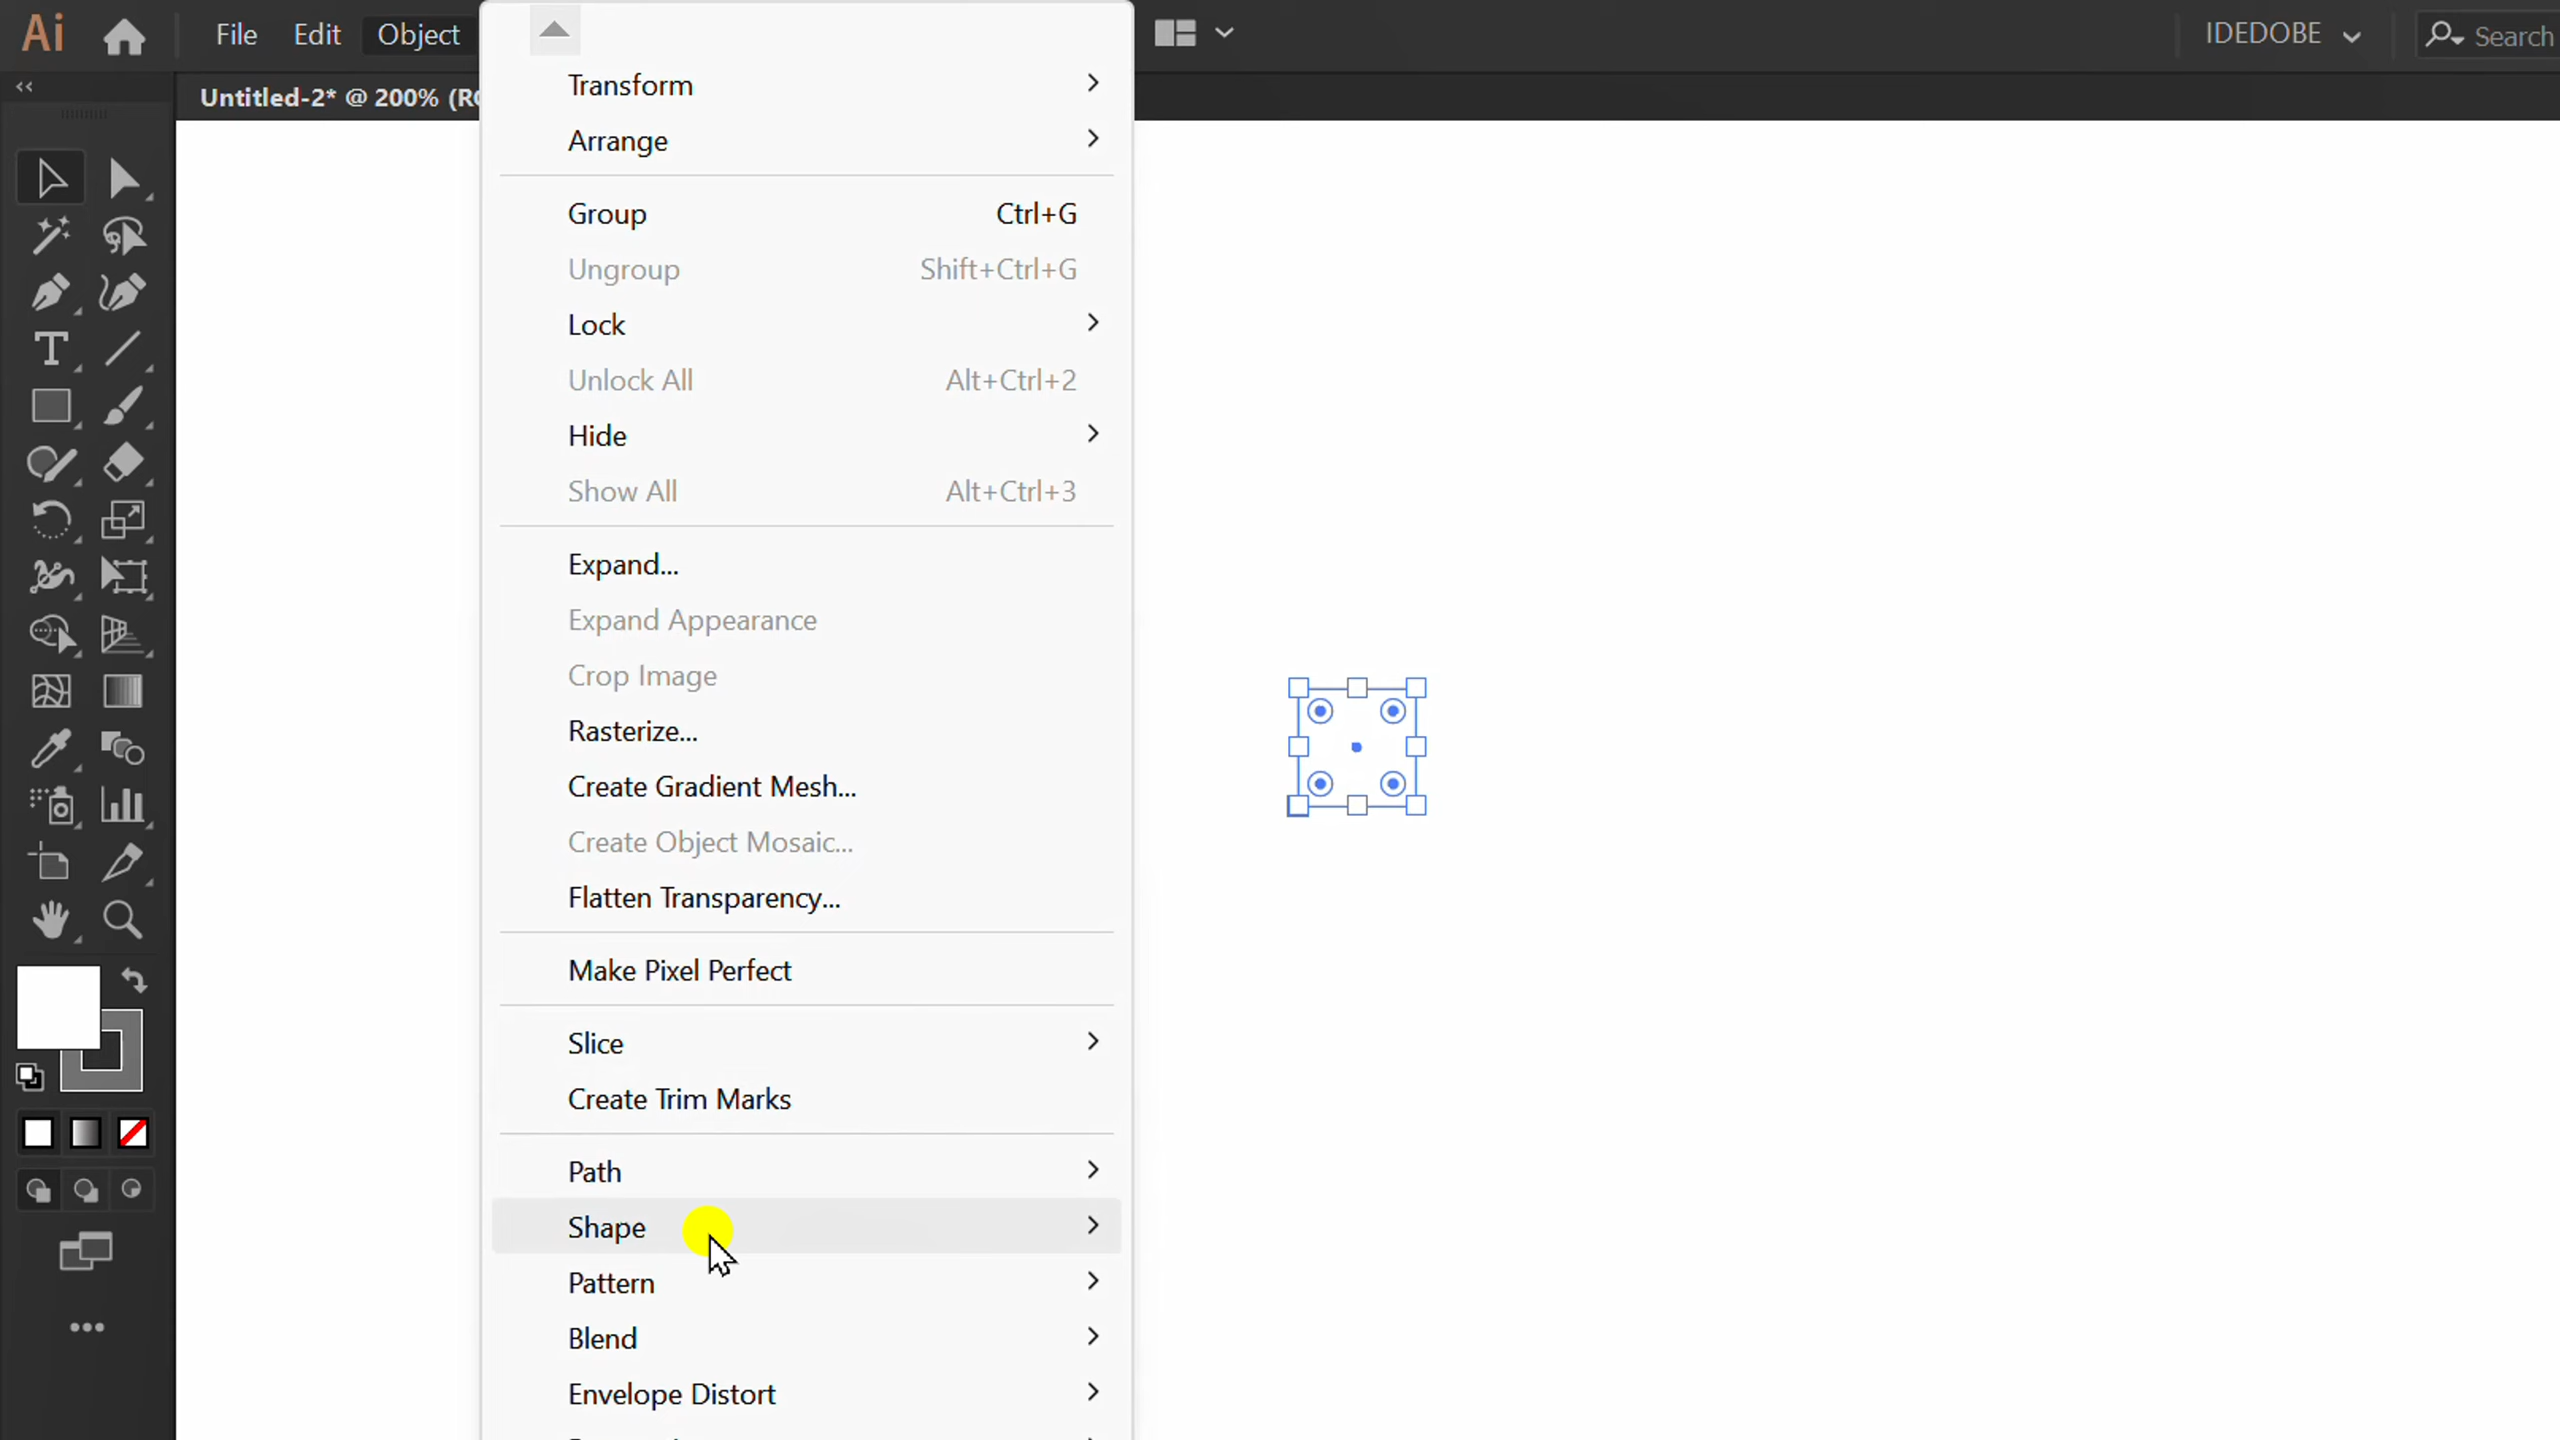 Ai File Edit Object IDEDOBE Search
Untitled-2* @ 200% (R
Transform
Arrange
Group Ctrl+G
Ungroup Shift+Ctrl+G
Lock
Unlock All Alt+Ctrl+2
Hide
Show All Alt+Ctrl+3
Expand...
Expand Appearance
Crop Image
Rasterize...
Create Gradient Mesh...
Create Object Mosaic...
Flatten Transparency...
Make Pixel Perfect
Slice
Create Trim Marks
Path
Shape
Pattern
Blend
Envelope Distort